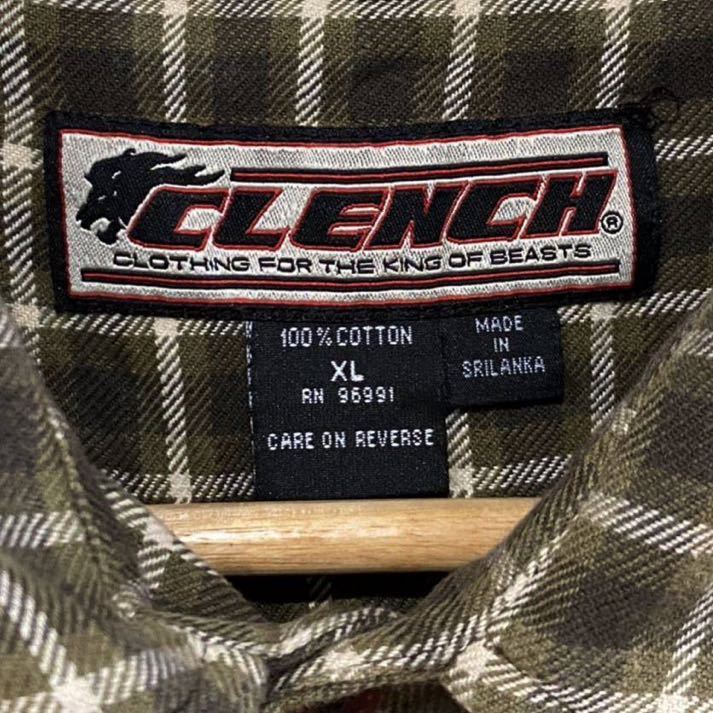 CLENCH®
CLOTHING FOR THE KING OF BEASTS
100% COTTON
XL
RN 96991
CARE ON REVERSE
MADE
IN
SRILANKA